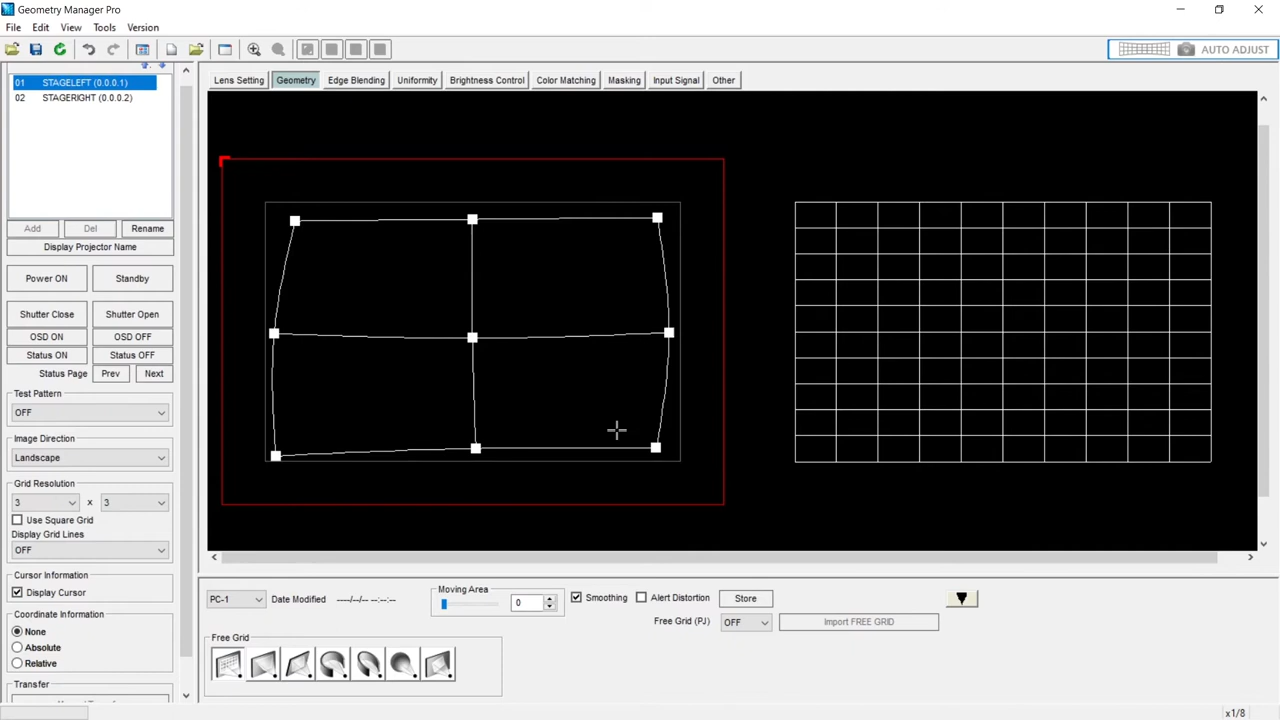 Geometry Manager Pro
File Edit View Tools Version
AUTO ADJUST
01 STAGELEFT (0.0.0.1)
02 STAGERIGHT (0.0.0.2)
Lens Setting Geometry Edge Blending Uniformity Brightness Control Color Matching Masking Input Signal Other
Add Del Rename
Display Projector Name
Power ON Standby
Shutter Close Shutter Open
OSD ON OSD OFF
Status ON Status OFF
Status Page Prev Next
Test Pattern
OFF
Image Direction
Landscape
Grid Resolution
3 x 3
Use Square Grid
Display Grid Lines
OFF
Cursor Information
Display Cursor
Coordinate Information
None
Absolute
Relative
Transfer
PC-1 Date Modified ----/--/-- --:--:-- Moving Area 0 Smoothing Alert Distortion Store
Free Grid (PJ) OFF Import FREE GRID
Free Grid
x1/8